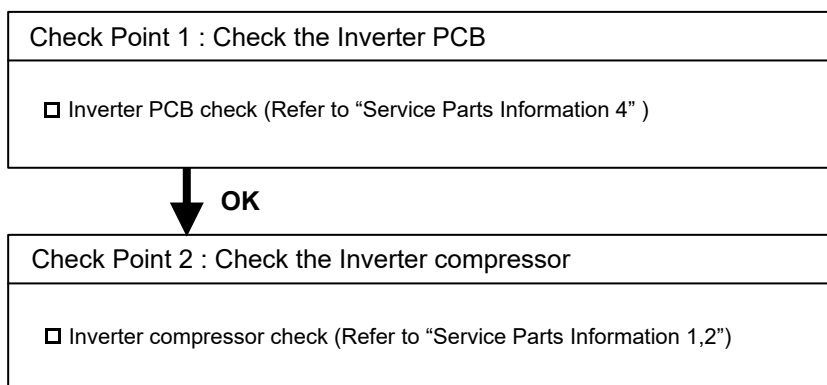 Check Point 1 : Check the Inverter PCB
Inverter PCB check (Refer to “Service Parts Information 4” )
OK
Check Point 2 : Check the Inverter compressor
Inverter compressor check (Refer to “Service Parts Information 1,2”)